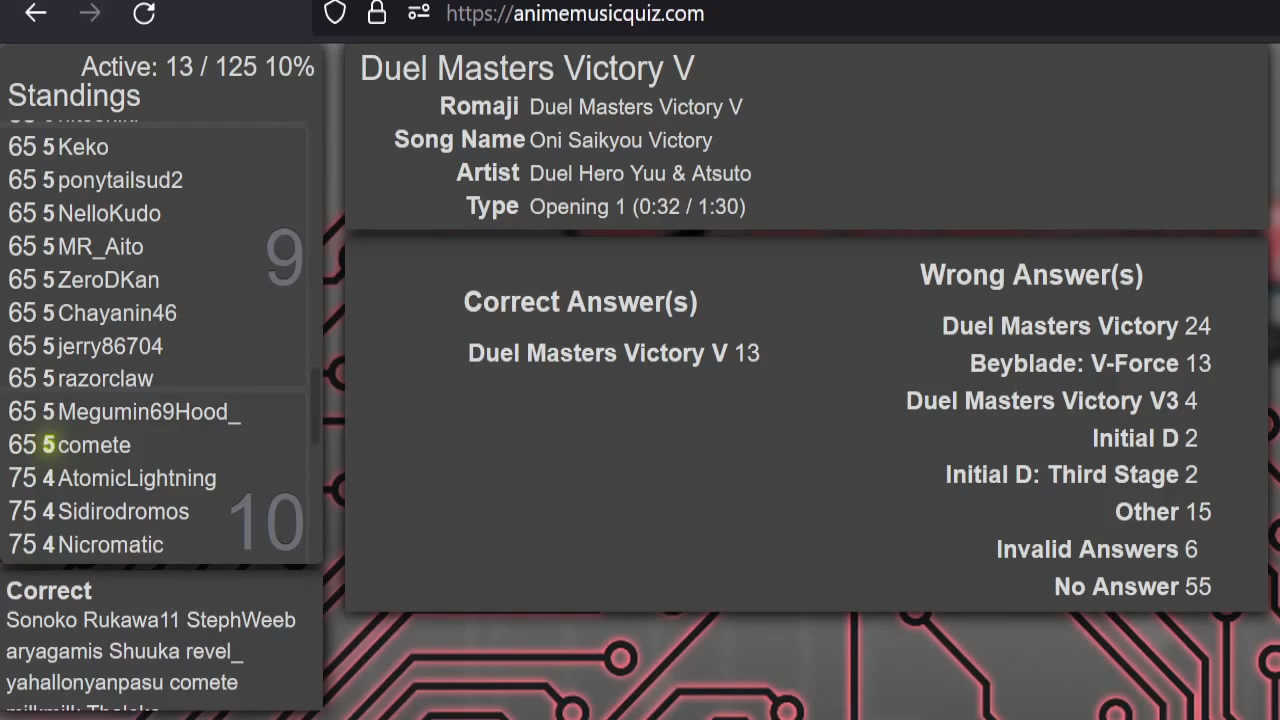 https://animemusicquiz.com
Active: 13 / 125 10%
Standings
65 5 Keko
65 5 ponytailsud2
65 5 NelloKudo
65 5 MR_Aito
9
65 5 ZeroDKan
65 5 Chayanin46
65 5 jerry86704
65 5 razorclaw
65 5 Megumin69Hood_
65 5 comete
75 4 AtomicLightning
75 4 Sidirodromos
10
75 4 Nicromatic
Correct
Sonoko Rukawa11 StephWeeb
aryagamis Shuuka revel_
yahallonyanpasu comete
Duel Masters Victory V
Romaji Duel Masters Victory V
Song Name Oni Saikyou Victory
Artist Duel Hero Yuu & Atsuto
Type Opening 1 (0:32 / 1:30)
Correct Answer(s)
Duel Masters Victory V 13
Wrong Answer(s)
Duel Masters Victory 24
Beyblade: V-Force 13
Duel Masters Victory V3 4
Initial D 2
Initial D: Third Stage 2
Other 15
Invalid Answers 6
No Answer 55